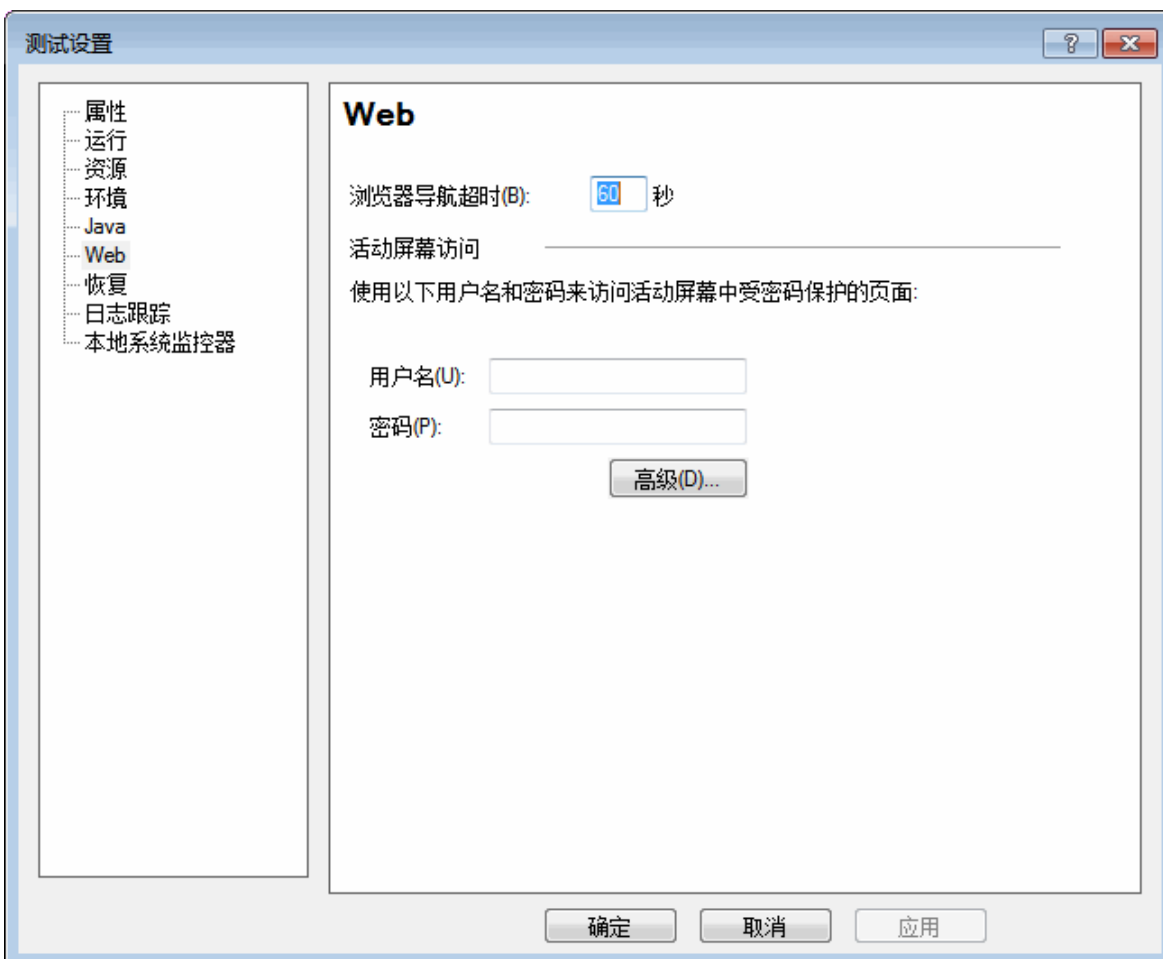 测试设置
属性
运行
资源
环境
Java
Web
恢复
日志跟踪
本地系统监控器
Web
浏览器导航超时(B): 60 秒
活动屏幕访问
使用以下用户名和密码来访问活动屏幕中受密码保护的页面:
用户名(U):
密码(P):
高级(D)...
确定 取消 应用